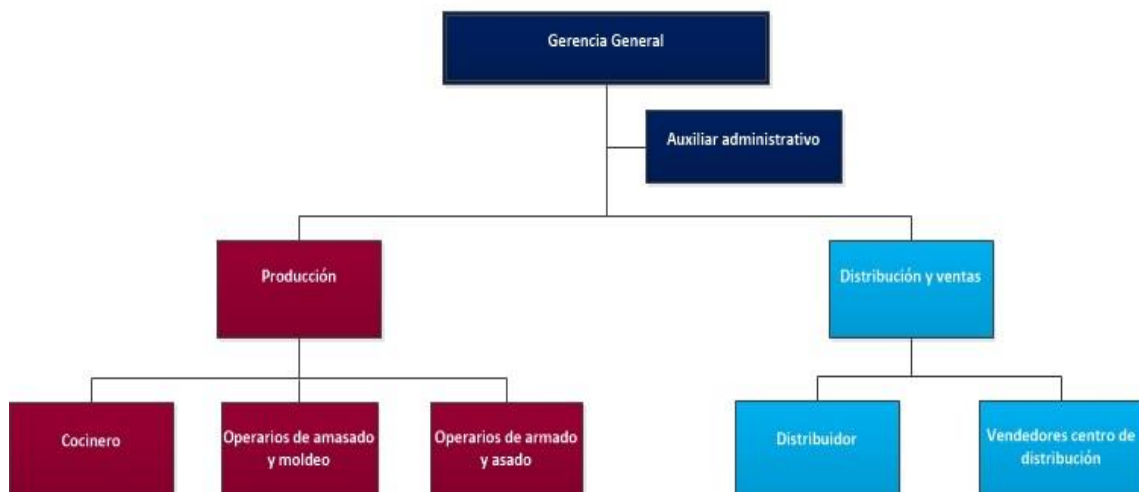 Gerencia General
Auxiliar administrativo
Producción
Distribución y ventas
Cocinero
Operarios de amasado
y moldeo
Operarios de armado
y asado
Distribuidor
Vendedores centro de
distribución